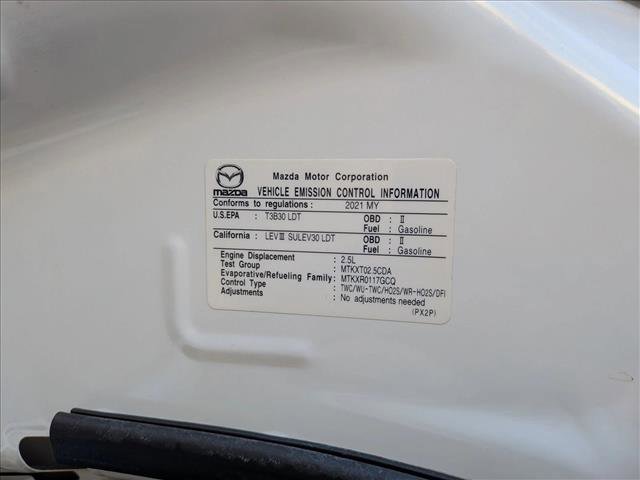 Mazda Motor Corporation
mazda VEHICLE EMISSION CONTROL INFORMATION
Conforms to regulations : 2021 MY
U.S.EPA : T3B30 LDT OBD : II
Fuel : Gasoline
California : LEVⅢ SULEV30 LDT OBD : II
Fuel : Gasoline
Engine Displacement : 2.5L
Test Group : MTKXT02.5CDA
Evaporative/Refueling Family: MTKXR0117GCQ
Control Type : TWC/WU-TWC/HO2S/WR-HO2S/DFI
Adjustments : No adjustments needed
(PX2P)